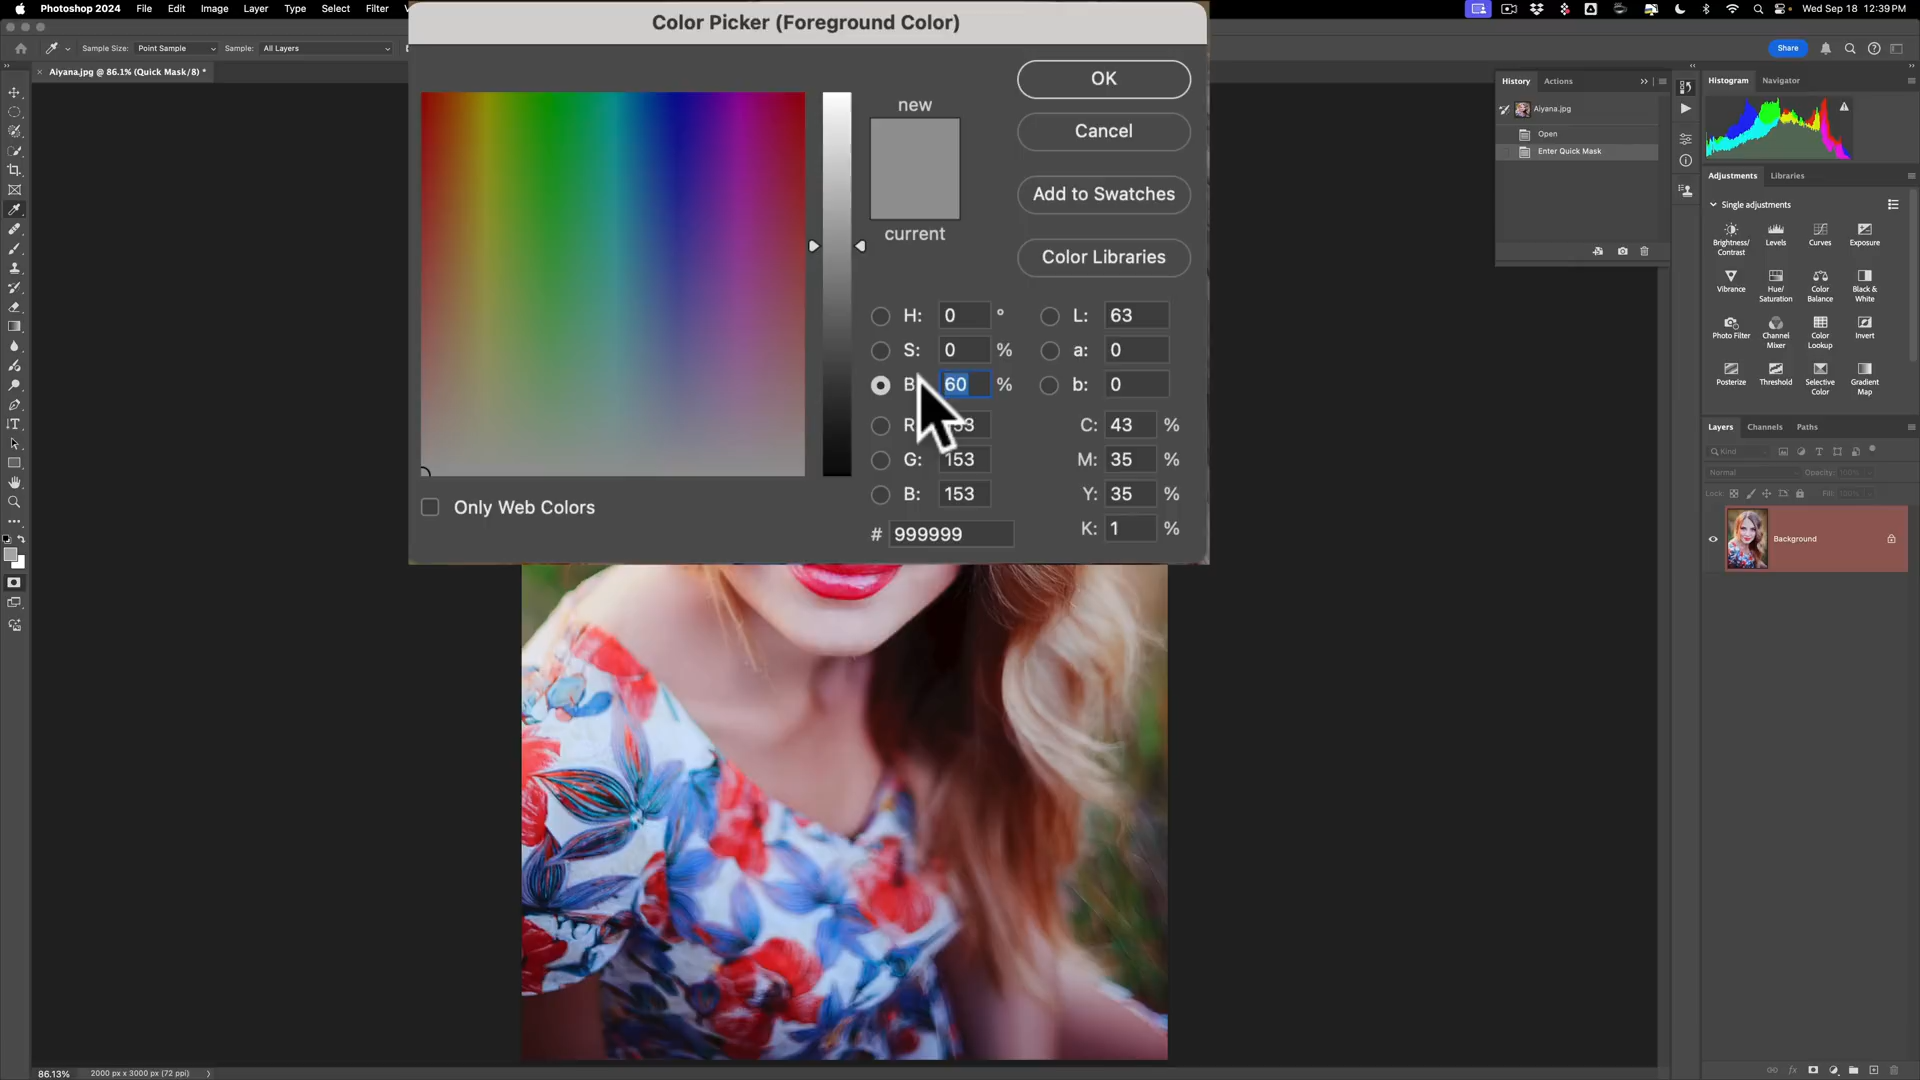 Photoshop 2024 File Edit Image Layer Type Select Filter
Wed Sep 18 12:39 PM
Color Picker (Foreground Color)
Sample Size: Point Sample Sample: All Layers
Share
Aiyana.jpg @ 86.1% (Quick Mask/8) *
new
current
OK
Cancel
Add to Swatches
Color Libraries
H: 0 °
S: 0 %
B 60 %
R 153
G: 153
B: 153
# 999999
L: 63
a: 0
b: 0
C: 43 %
M: 35 %
Y: 35 %
K: 1 %
Only Web Colors
History Actions
Aiyana.jpg
Open
Enter Quick Mask
Histogram Navigator
Adjustments Libraries
Single adjustments
Brightness/
Contrast
Levels
Curves
Exposure
Vibrance
Hue/
Saturation
Color
Balance
Black &
White
Photo Filter
Channel
Mixer
Color
Lookup
Invert
Posterize
Threshold
Selective
Color
Gradient
Map
Layers Channels Paths
Kind
Normal Opacity: 100%
Lock: Fill: 100%
Background
86.13% 2000 px x 3000 px (72 ppi)